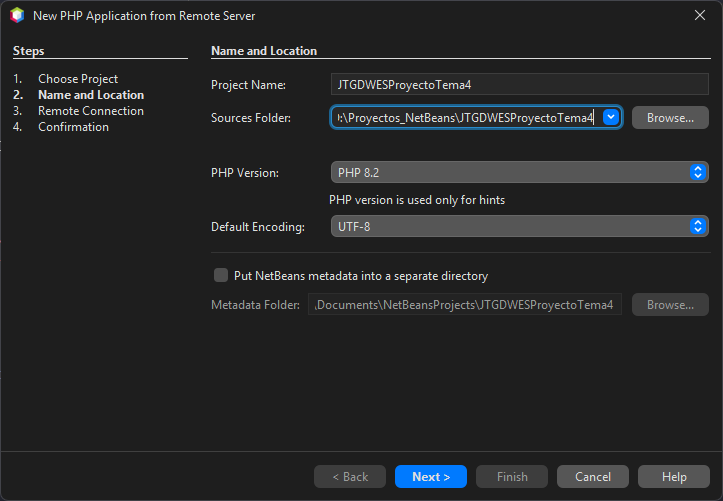 New PHP Application from Remote Server
Steps
1. Choose Project
2. Name and Location
3. Remote Connection
4. Confirmation
Name and Location
Project Name: JTGDWESProyectoTema4
Sources Folder: :\Proyectos_NetBeans\JTGDWESProyectoTema4 Browse...
PHP Version: PHP 8.2
PHP version is used only for hints
Default Encoding: UTF-8
Put NetBeans metadata into a separate directory
Metadata Folder: \Documents\NetBeansProjects\JTGDWESProyectoTema4 Browse...
< Back Next > Finish Cancel Help